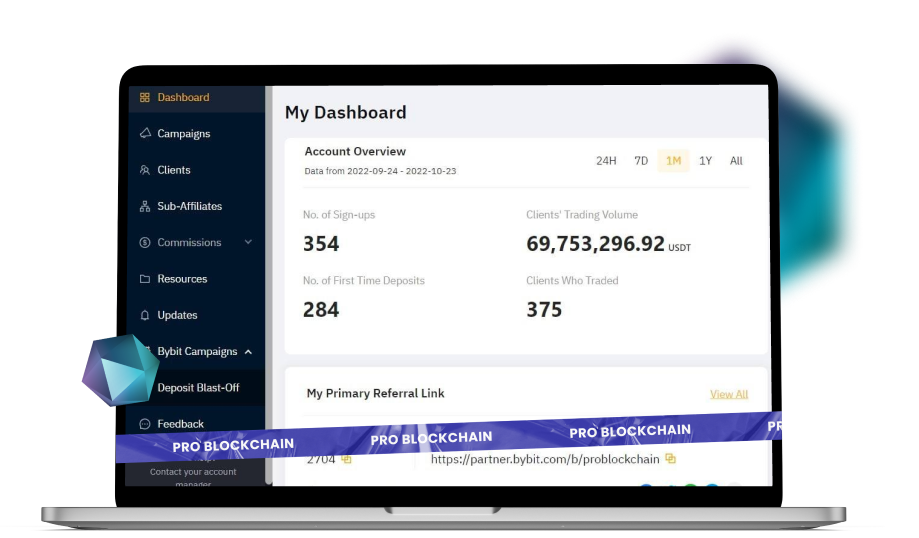 Dashboard
Campaigns
Clients
Sub-Affiliates
Commissions
Resources
Updates
Bybit Campaigns
Deposit Blast-Off
Feedback
Contact your account
manager
My Dashboard
Account Overview
Data from 2022-09-24 - 2022-10-23
24H 7D 1M 1Y All
No. of Sign-ups
354
Clients' Trading Volume
69,753,296.92 USDT
No. of First Time Deposits
284
Clients Who Traded
375
My Primary Referral Link
View All
PRO BLOCKCHAIN PRO BLOCKCHAIN PRO BLOCKCHAIN PR
2704 https://partner.bybit.com/b/problockchain